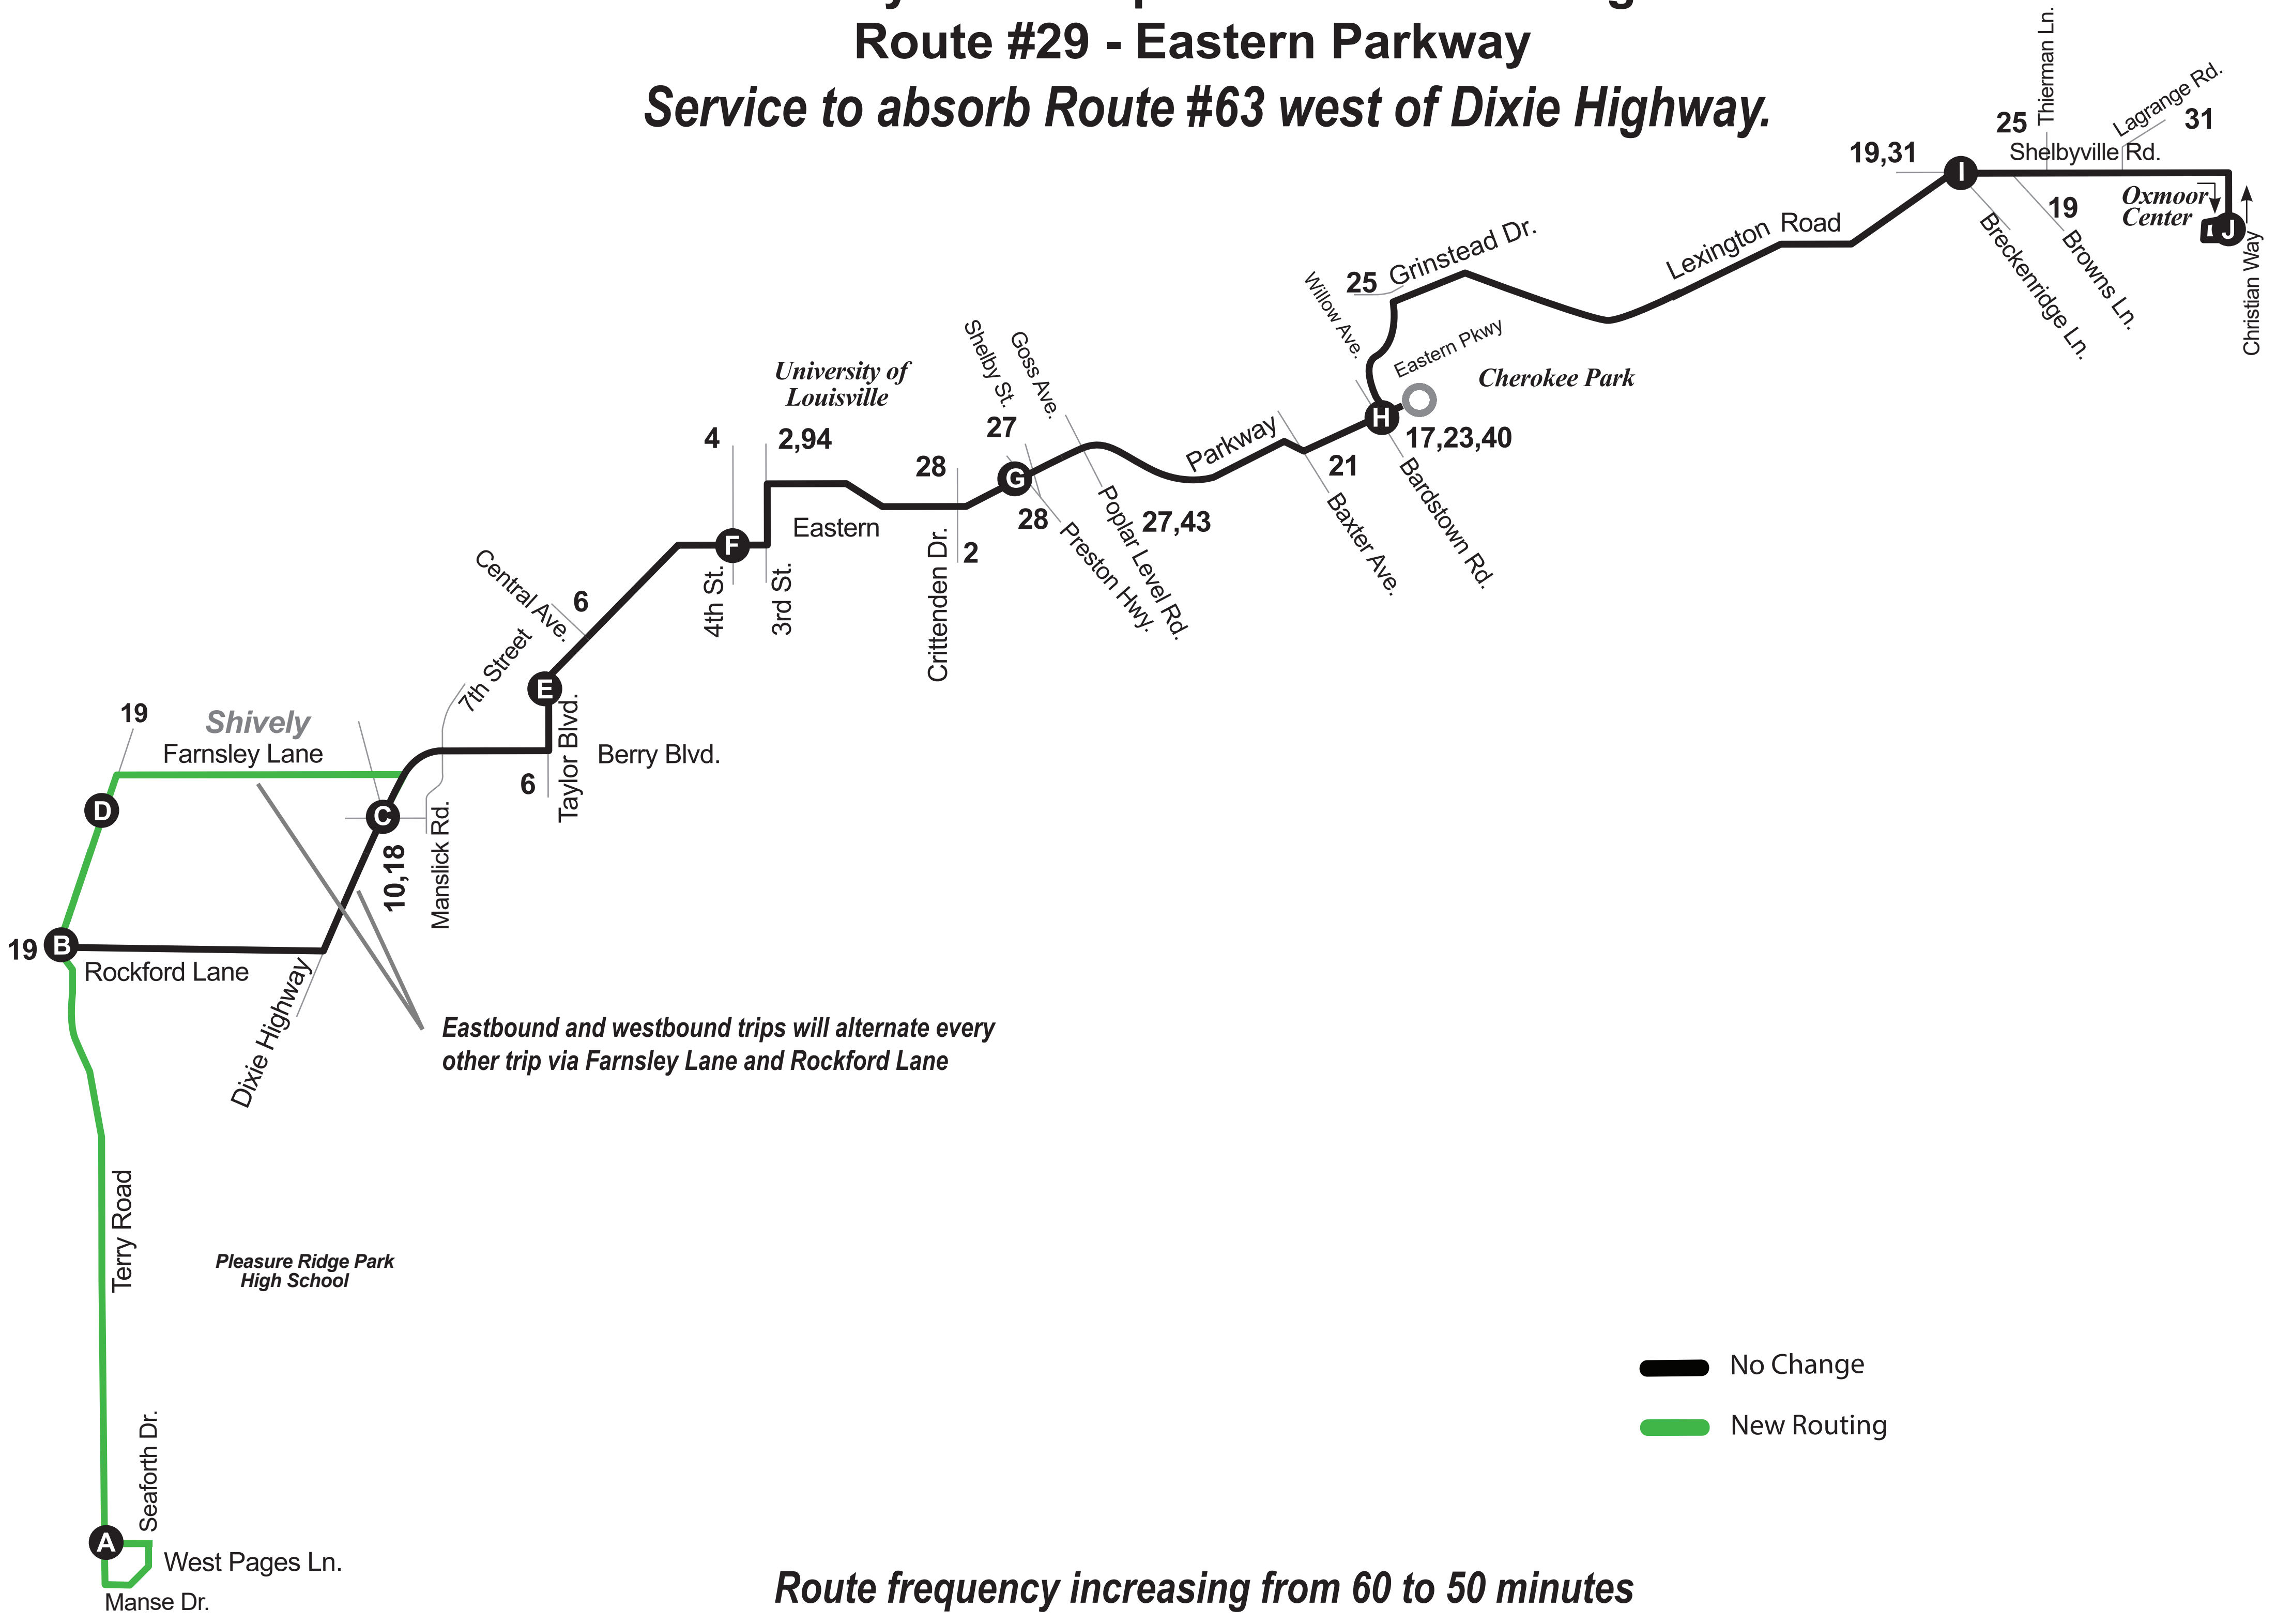 Route #29 - Eastern Parkway
Service to absorb Route #63 west of Dixie Highway.
Thierman Ln.
Lagrange Rd.
25
31
19,31
I
Shelbyville Rd.
Oxmoor
Center
19
J
Breckenridge Ln.
Browns Ln.
Christian Way
Grinstead Dr.
Lexington Road
25
Willow Ave.
Eastern Pkwy
Cherokee Park
H
17,23,40
University of
Louisville
Shelby St.
Goss Ave.
4
2,94
28
27
G
Parkway
21
28
27,43
Bardstown Rd.
Baxter Ave.
Poplar Level Rd.
Preston Hwy.
F
Eastern
2
Crittenden Dr.
4th St.
3rd St.
Central Ave.
6
7th Street
E
19
Shively
Farnsley Lane
Berry Blvd.
6
Taylor Blvd.
D
C
10,18
Manslick Rd.
19
B
Rockford Lane
Dixie Highway
Eastbound and westbound trips will alternate every
other trip via Farnsley Lane and Rockford Lane
Terry Road
Pleasure Ridge Park
High School
No Change
New Routing
Seaforth Dr.
A
West Pages Ln.
Manse Dr.
Route frequency increasing from 60 to 50 minutes